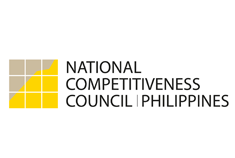 NATIONAL
COMPETITIVENESS
COUNCIL | PHILIPPINES